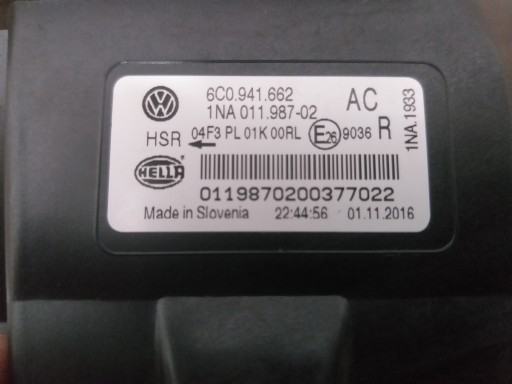 6C0.941.662 AC
1NA 011.987-02
HSR 04F3 PL 01K 00RL E26 9036 R
1NA.1933
HELLA
0119870200377022
Made in Slovenia 22:44:56 01.11.2016